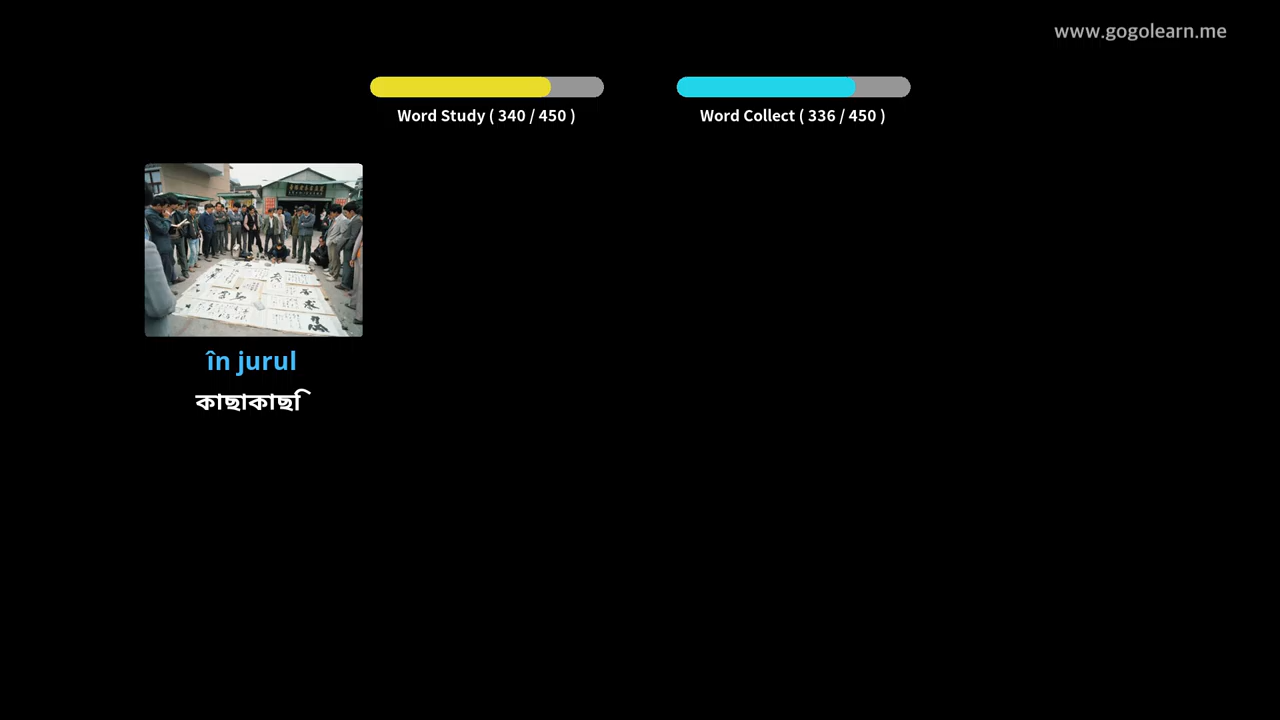 www.gogolearn.me
Word Study ( 340 / 450 )
Word Collect ( 336 / 450 )
în jurul
কাছাকাছি